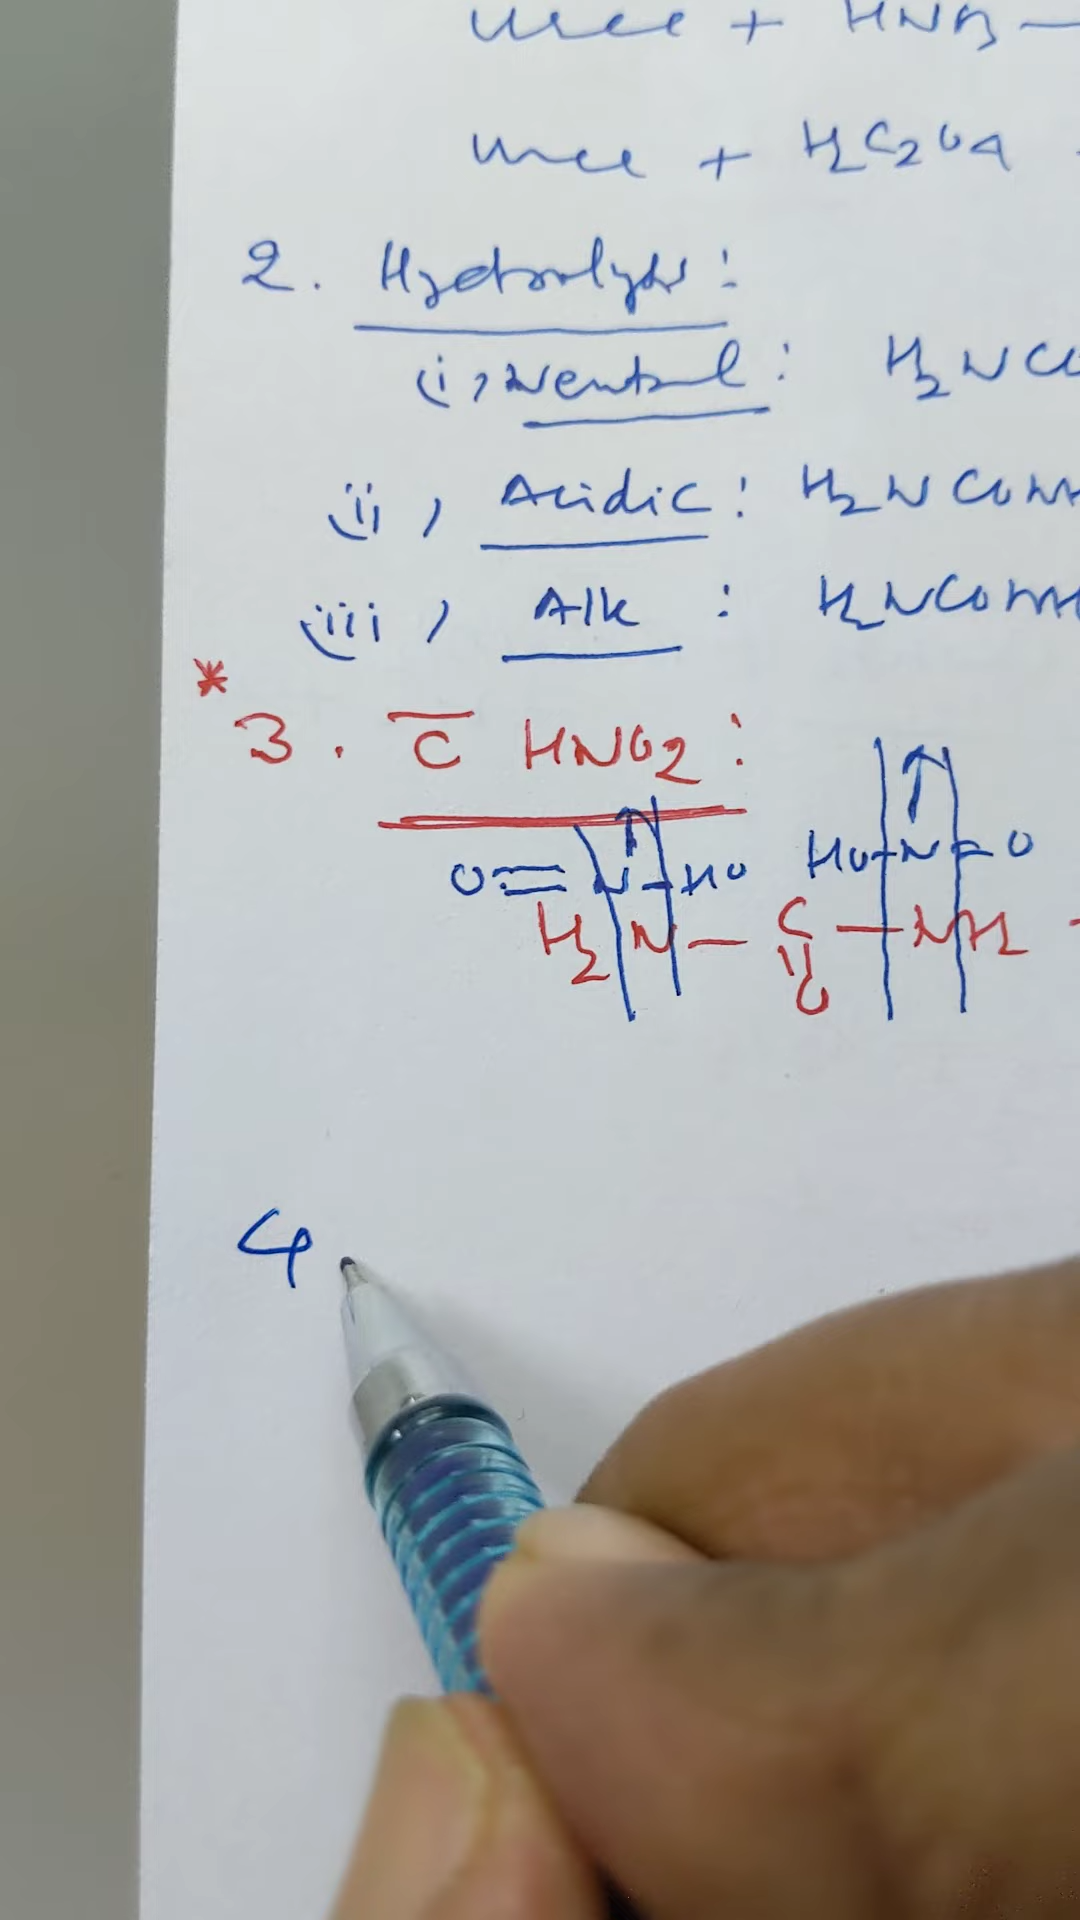 urea + HNO3 —
urea + H2C2O4
2. Hydrolysis:
(i, Neutral: H2NCO
(ii, Acidic: H2NCONH
(iii, Alk : H2NCONH
*
3. c̅ HNO2:
O=N-HO HO-N=O
H2N-C-NH2
O
4